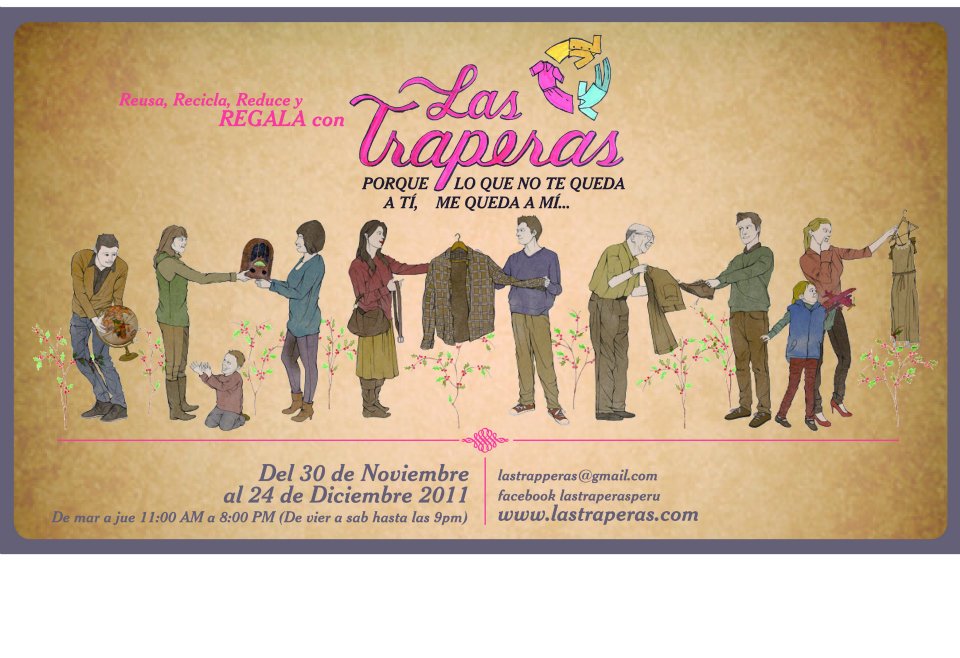 Reusa, Recicla, Reduce y
REGALA con
Las
Traperas
PORQUE LO QUE NO TE QUEDA
A TÍ, ME QUEDA A MÍ...
Del 30 de Noviembre
al 24 de Diciembre 2011
De mar a jue 11:00 AM a 8:00 PM (De vier a sab hasta las 9pm)
lastrapperas@gmail.com
facebook lastraperasperu
www.lastraperas.com